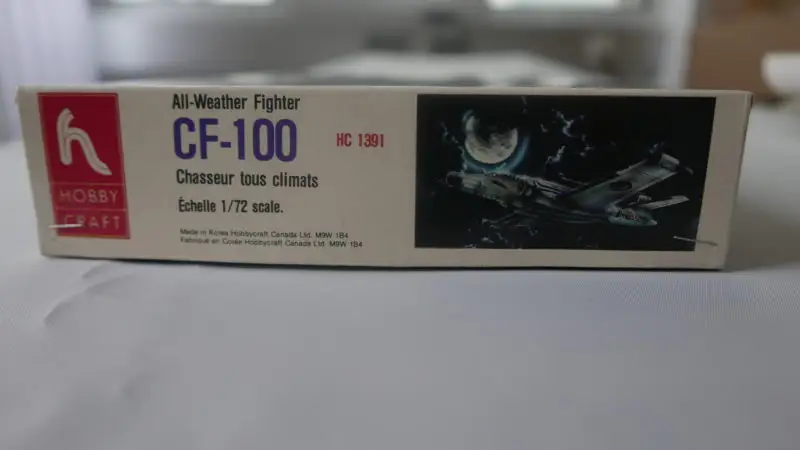 h
HOBBY
CRAFT
All-Weather Fighter
CF-100
HC 1391
Chasseur tous climats
Échelle 1/72 scale.
Made in Korea Hobbycraft Canada Ltd. M9W 1B4
Fabriqué en Corée Hobbycraft Canada Ltd. M9W 1B4